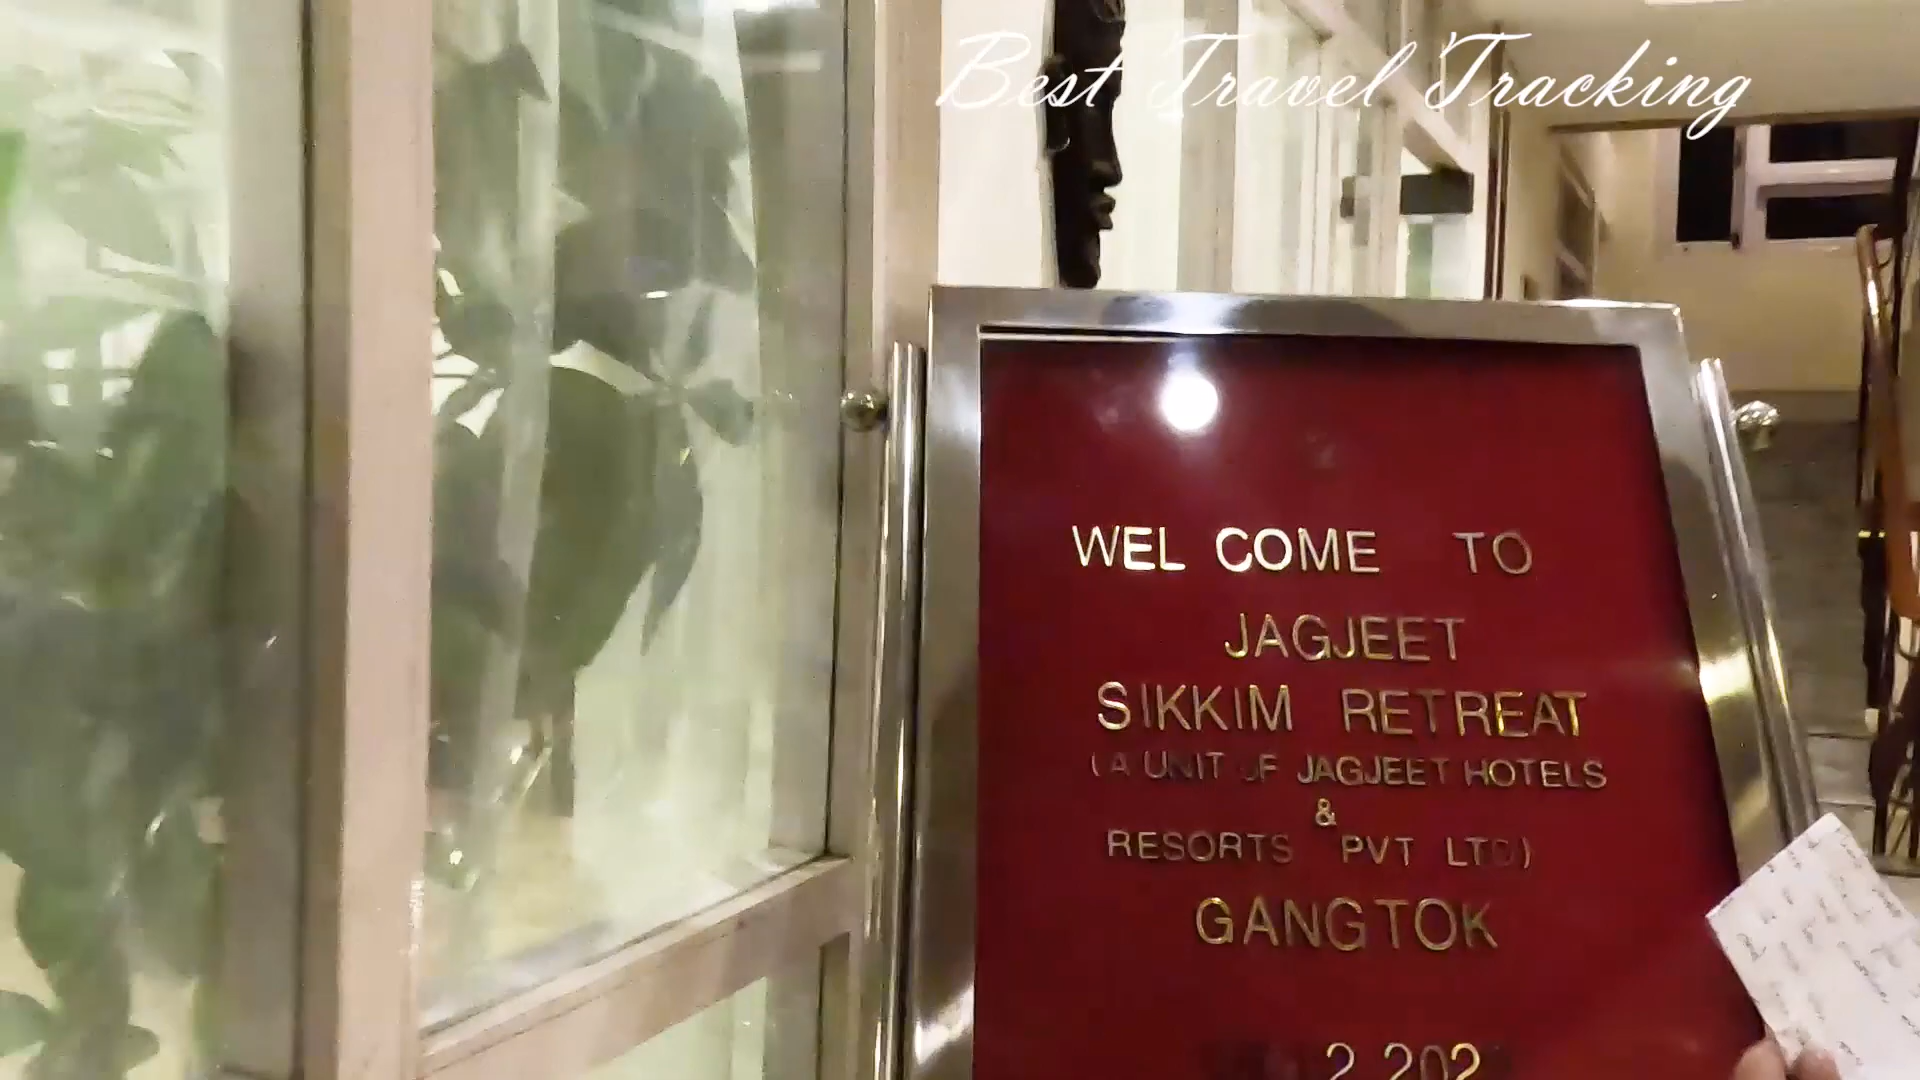 Best Travel Tracking
WEL COME TO
JAGJEET
SIKKIM RETREAT
(A UNIT OF JAGJEET HOTELS
&
RESORTS PVT LTD)
GANGTOK